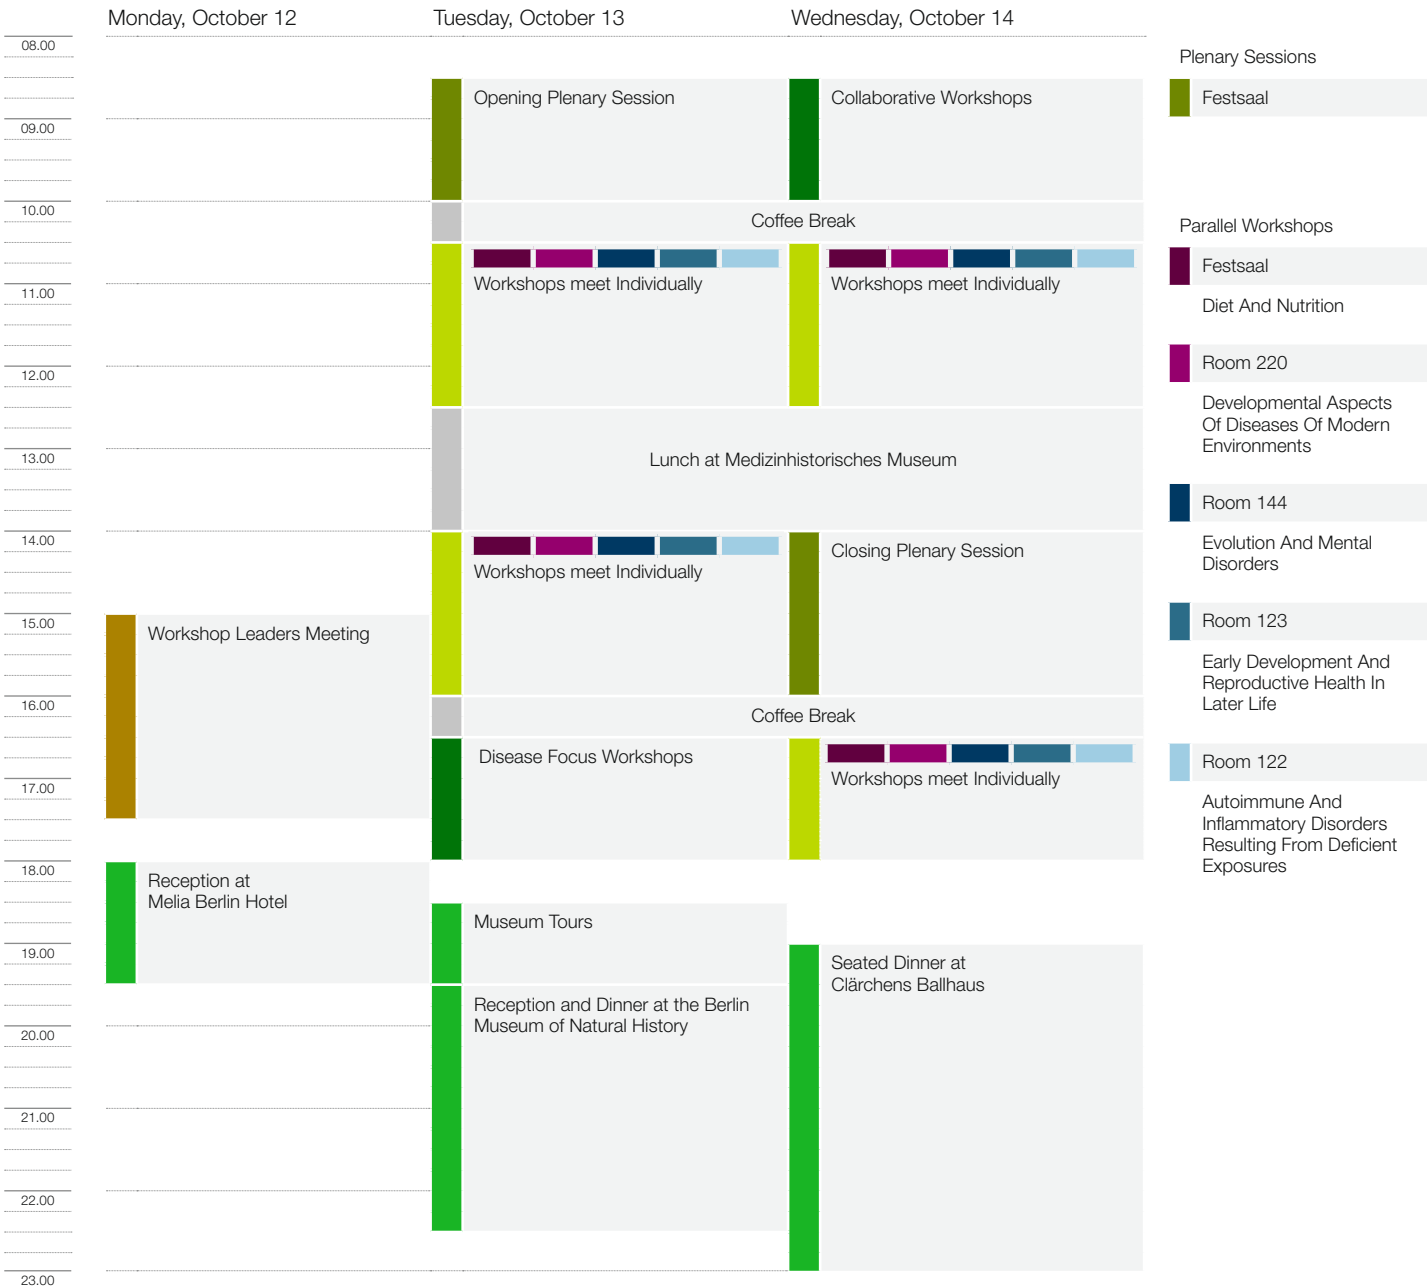 Monday, October 12
Tuesday, October 13
Wednesday, October 14
08.00
09.00
10.00
11.00
12.00
13.00
14.00
15.00
16.00
17.00
18.00
19.00
20.00
21.00
22.00
23.00
Workshop Leaders Meeting
Reception at
Melia Berlin Hotel
Opening Plenary Session
Collaborative Workshops
Coffee Break
Workshops meet Individually
Workshops meet Individually
Lunch at Medizinhistorisches Museum
Workshops meet Individually
Closing Plenary Session
Coffee Break
Disease Focus Workshops
Workshops meet Individually
Museum Tours
Reception and Dinner at the Berlin
Museum of Natural History
Seated Dinner at
Clärchens Ballhaus
Plenary Sessions
Festsaal
Parallel Workshops
Festsaal
Diet And Nutrition
Room 220
Developmental Aspects
Of Diseases Of Modern
Environments
Room 144
Evolution And Mental
Disorders
Room 123
Early Development And
Reproductive Health In
Later Life
Room 122
Autoimmune And
Inflammatory Disorders
Resulting From Deficient
Exposures